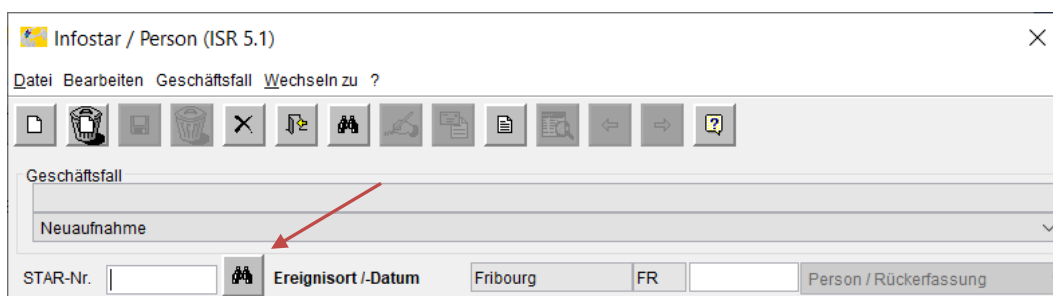 Infostar / Person (ISR 5.1)
Datei Bearbeiten Geschäftsfall Wechseln zu ?
Geschäftsfall
Neuaufnahme
STAR-Nr. Ereignisort /-Datum Fribourg FR Person / Rückerfassung